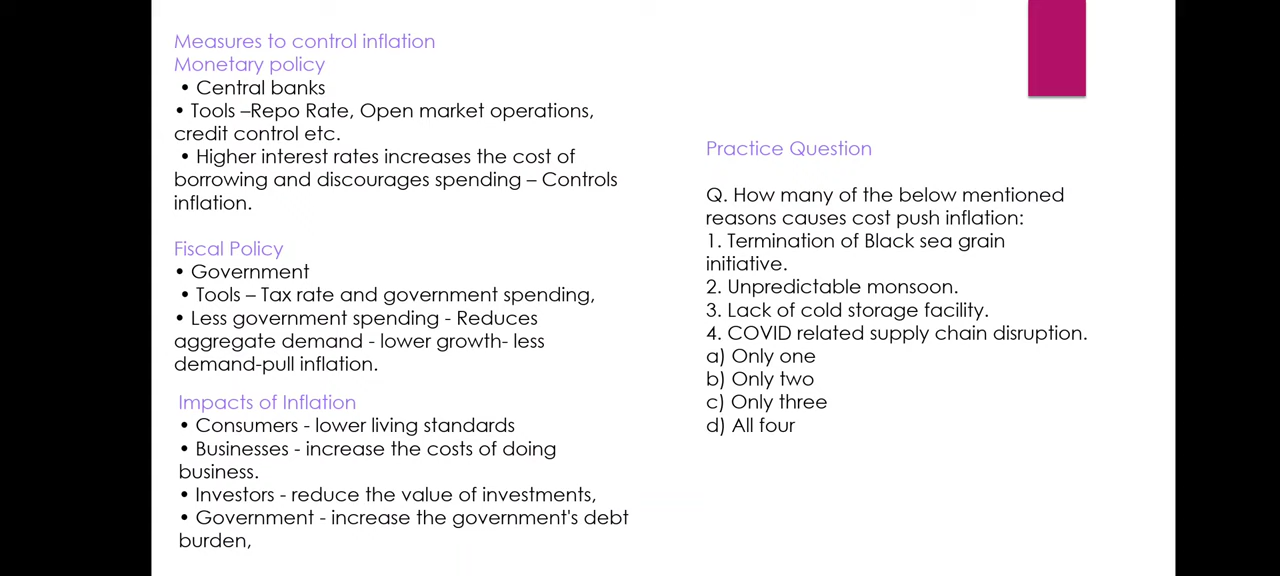 Measures to control inflation
Monetary policy
• Central banks
• Tools –Repo Rate, Open market operations,
credit control etc.
• Higher interest rates increases the cost of
borrowing and discourages spending – Controls
inflation.
Fiscal Policy
• Government
• Tools – Tax rate and government spending,
• Less government spending - Reduces
aggregate demand - lower growth- less
demand-pull inflation.
Impacts of Inflation
• Consumers - lower living standards
• Businesses - increase the costs of doing
business.
• Investors - reduce the value of investments,
• Government - increase the government's debt
burden,
Practice Question
Q. How many of the below mentioned
reasons causes cost push inflation:
1. Termination of Black sea grain
initiative.
2. Unpredictable monsoon.
3. Lack of cold storage facility.
4. COVID related supply chain disruption.
a) Only one
b) Only two
c) Only three
d) All four